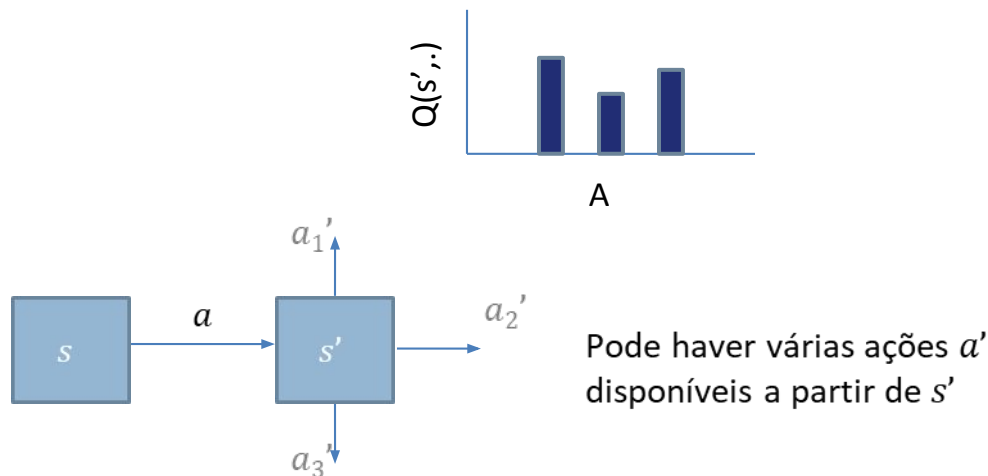 Q(s',.)
A
a₁'
s
a
s'
a₂'
a₃'
Pode haver várias ações a'
disponíveis a partir de s'